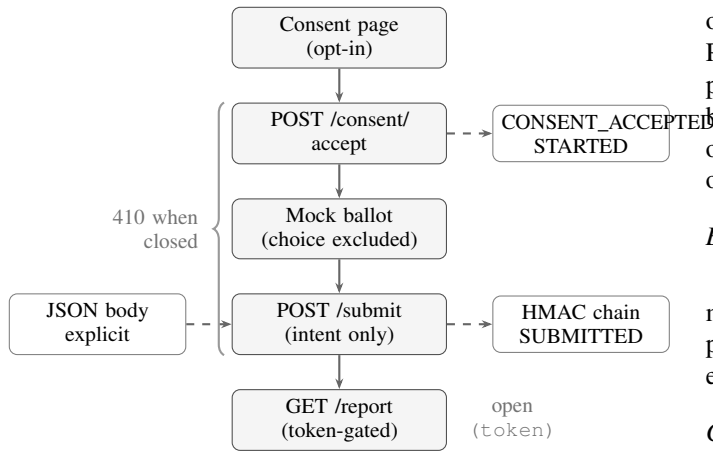 Consent page
(opt-in)
POST /consent/
accept
CONSENT_ACCEPTED
STARTED
410 when
closed
Mock ballot
(choice excluded)
JSON body
explicit
POST /submit
(intent only)
HMAC chain
SUBMITTED
GET /report
(token-gated)
open
(token)